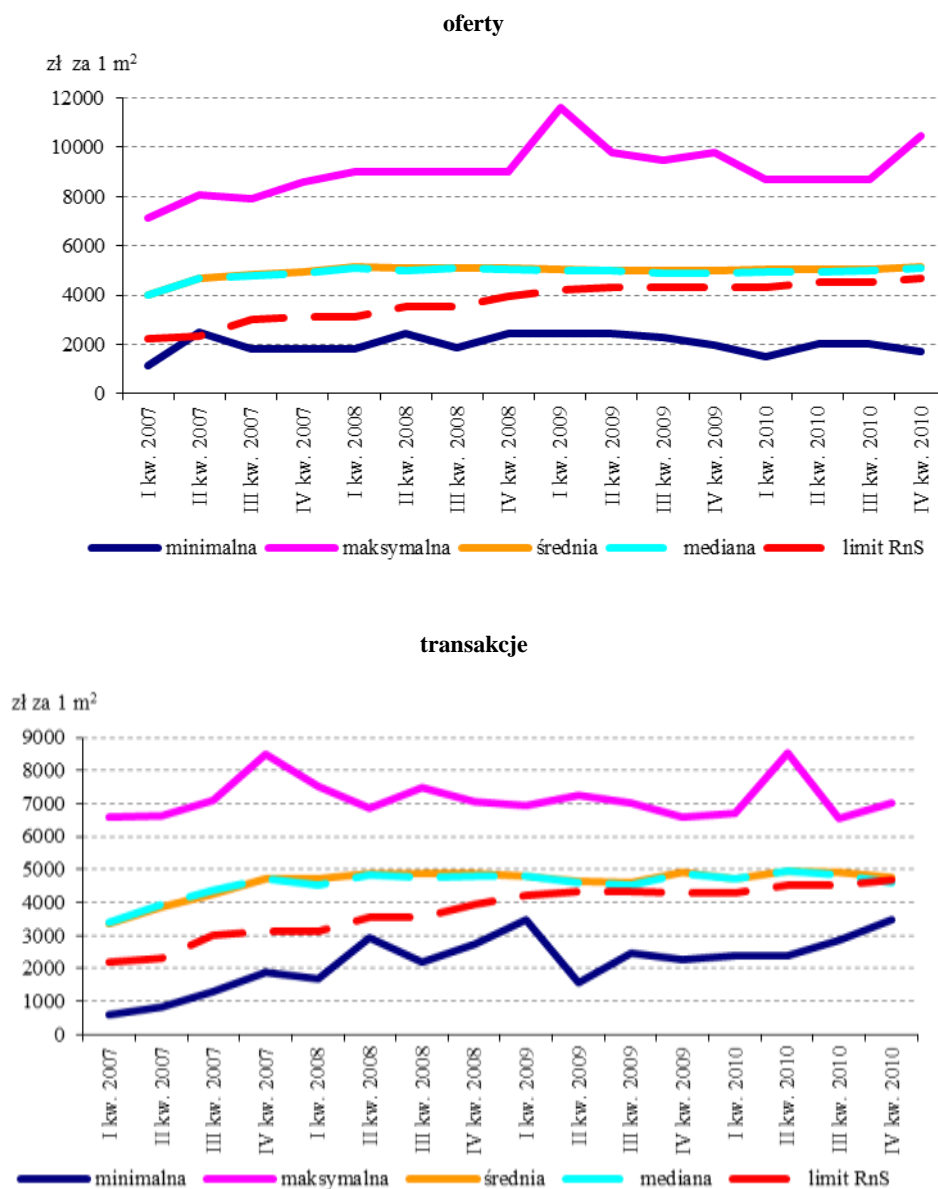 oferty
zł za 1 m²
12000
10000
8000
6000
4000
2000
0
I kw. 2007
II kw. 2007
III kw. 2007
IV kw. 2007
I kw. 2008
II kw. 2008
III kw. 2008
IV kw. 2008
I kw. 2009
II kw. 2009
III kw. 2009
IV kw. 2009
I kw. 2010
II kw. 2010
III kw. 2010
IV kw. 2010
minimalna maksymalna średnia mediana limit RnS
transakcje
zł za 1 m²
9000
8000
7000
6000
5000
4000
3000
2000
1000
0
I kw. 2007
II kw. 2007
III kw. 2007
IV kw. 2007
I kw. 2008
II kw. 2008
III kw. 2008
IV kw. 2008
I kw. 2009
II kw. 2009
III kw. 2009
IV kw. 2009
I kw. 2010
II kw. 2010
III kw. 2010
IV kw. 2010
minimalna maksymalna średnia mediana limit RnS